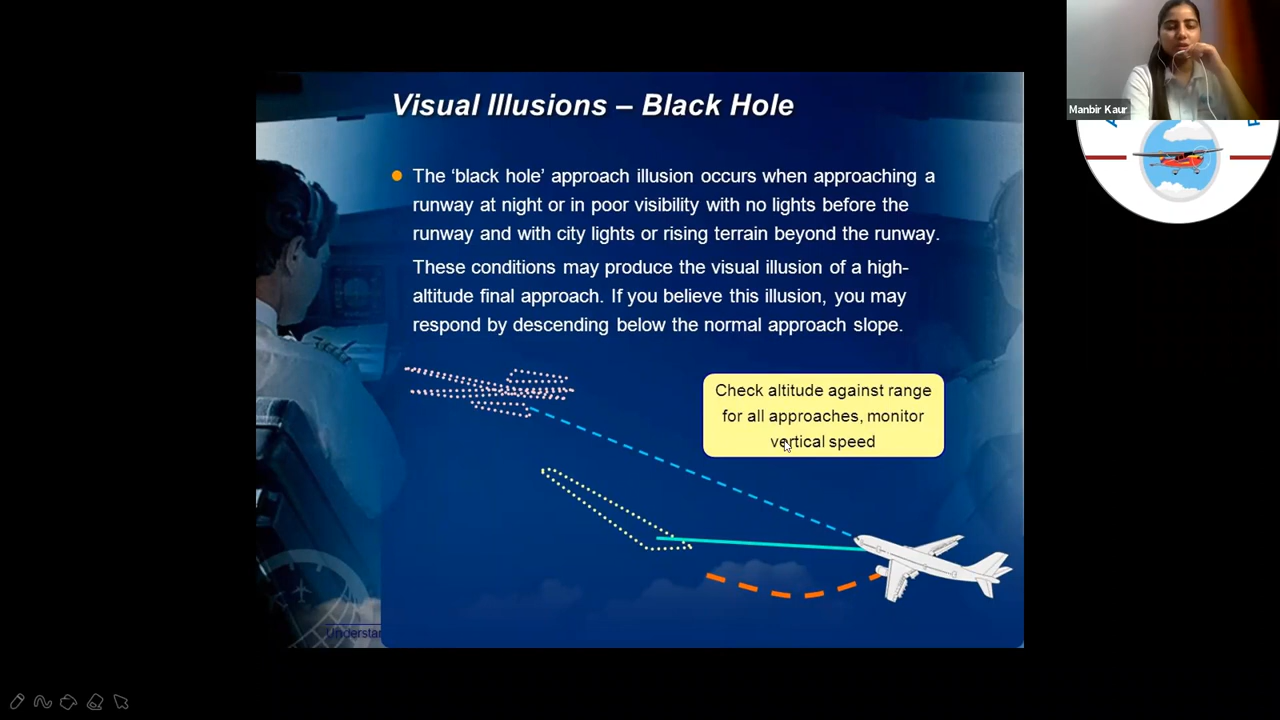 Visual Illusions – Black Hole
The ‘black hole’ approach illusion occurs when approaching a
runway at night or in poor visibility with no lights before the
runway and with city lights or rising terrain beyond the runway.
These conditions may produce the visual illusion of a high-
altitude final approach. If you believe this illusion, you may
respond by descending below the normal approach slope.
Check altitude against range
for all approaches, monitor
vertical speed
Manbir Kaur